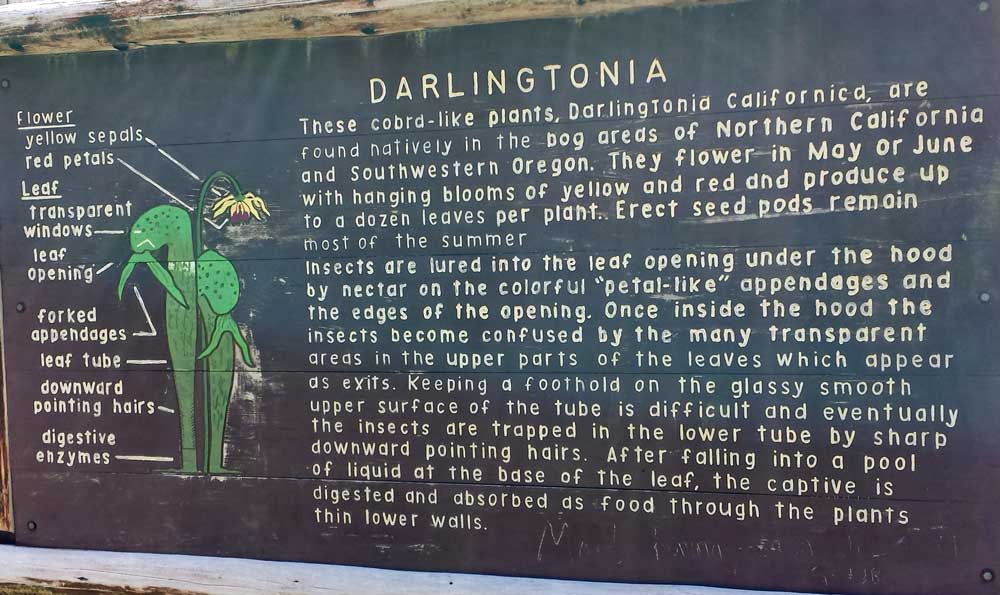 DARLINGTONIA
Flower
yellow sepals
red petals
Leaf
transparent
windows
leaf
opening
forked
appendages
leaf tube
downward
pointing hairs
digestive
enzymes
These cobra-like plants, Darlingtonia Californica, are
found natively in the bog areas of Northern California
and Southwestern Oregon. They flower in May or June
with hanging blooms of yellow and red and produce up
to a dozen leaves per plant. Erect seed pods remain
most of the summer
Insects are lured into the leaf opening under the hood
by nectar on the colorful "petal-like" appendages and
the edges of the opening. Once inside the hood the
insects become confused by the many transparent
areas in the upper parts of the leaves which appear
as exits. Keeping a foothold on the glassy smooth
upper surface of the tube is difficult and eventually
the insects are trapped in the lower tube by sharp
downward pointing hairs. After falling into a pool
of liquid at the base of the leaf, the captive is
digested and absorbed as food through the plants
thin lower walls.